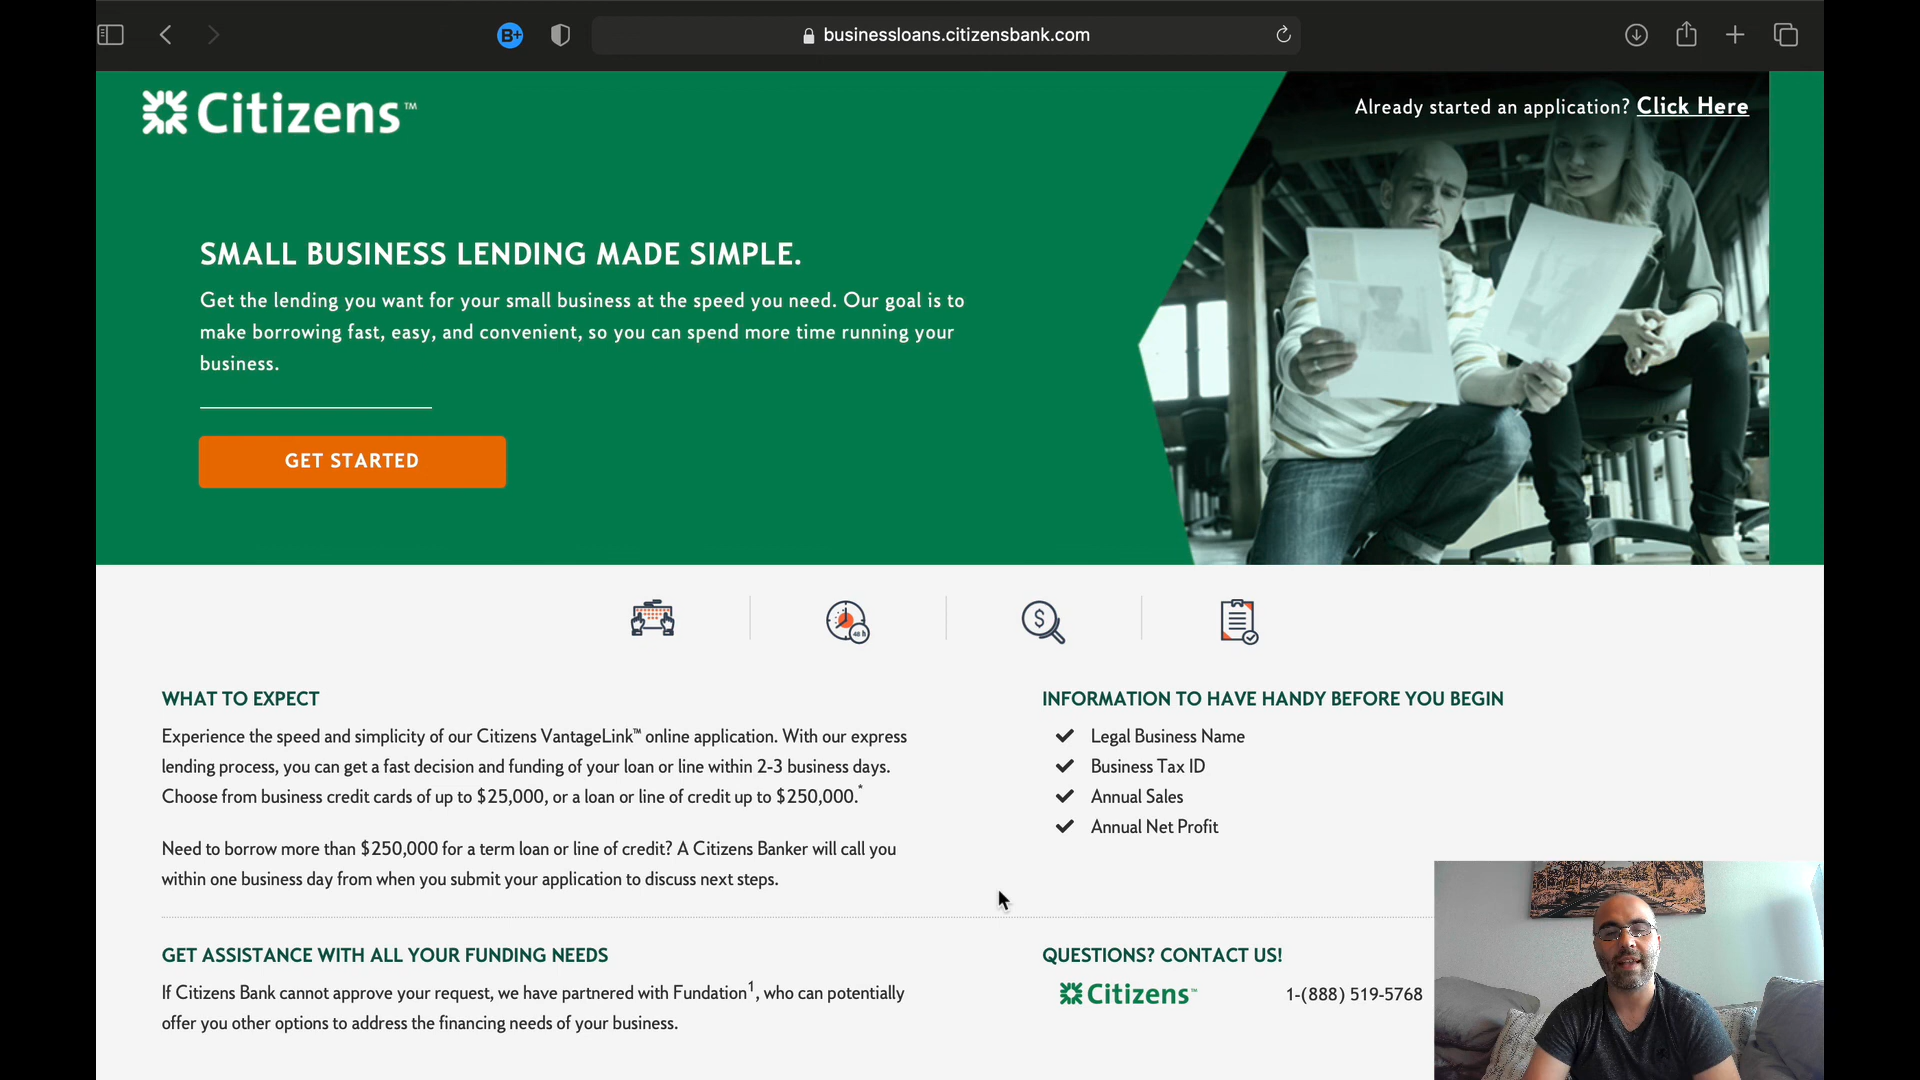 B+
businessloans.citizensbank.com
Citizens™
Already started an application? Click Here
SMALL BUSINESS LENDING MADE SIMPLE.
Get the lending you want for your small business at the speed you need. Our goal is to
make borrowing fast, easy, and convenient, so you can spend more time running your
business.
GET STARTED
48 h
$
WHAT TO EXPECT
Experience the speed and simplicity of our Citizens VantageLink™ online application. With our express
lending process, you can get a fast decision and funding of your loan or line within 2-3 business days.
Choose from business credit cards of up to $25,000, or a loan or line of credit up to $250,000.*
Need to borrow more than $250,000 for a term loan or line of credit? A Citizens Banker will call you
within one business day from when you submit your application to discuss next steps.
INFORMATION TO HAVE HANDY BEFORE YOU BEGIN
Legal Business Name
Business Tax ID
Annual Sales
Annual Net Profit
GET ASSISTANCE WITH ALL YOUR FUNDING NEEDS
If Citizens Bank cannot approve your request, we have partnered with Fundation¹, who can potentially
offer you other options to address the financing needs of your business.
QUESTIONS? CONTACT US!
Citizens™
1-(888) 519-5768